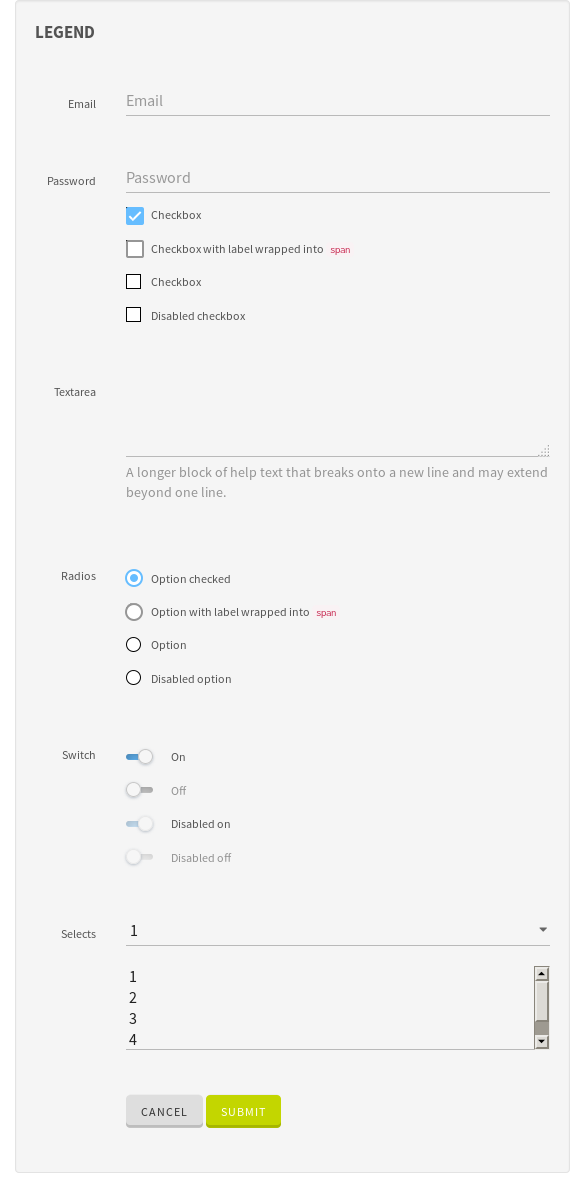 LEGEND
Email Email
Password Password
Checkbox
Checkbox with label wrapped into span
Checkbox
Disabled checkbox
Textarea
A longer block of help text that breaks onto a new line and may extend
beyond one line.
Radios Option checked
Option with label wrapped into span
Option
Disabled option
Switch On
Off
Disabled on
Disabled off
Selects 1
1
2
3
4
CANCEL SUBMIT